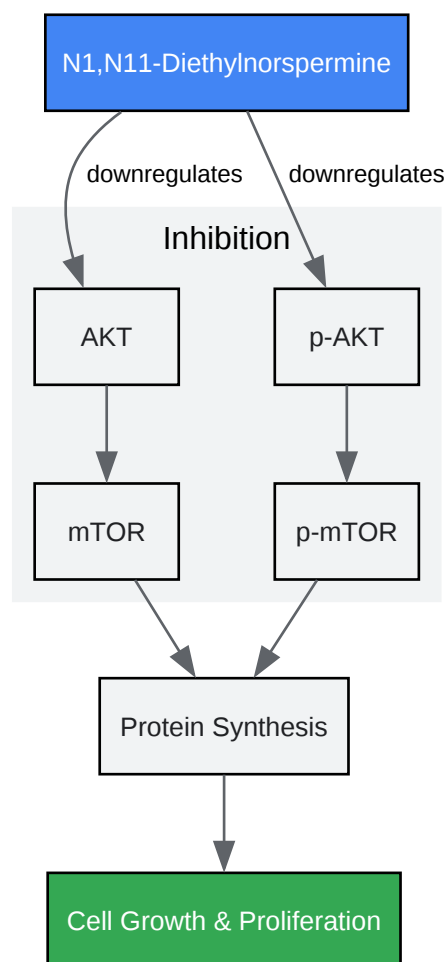 N1,N11-Diethylnorspermine
downregulates downregulates
Inhibition
AKT p-AKT
mTOR p-mTOR
Protein Synthesis
Cell Growth & Proliferation